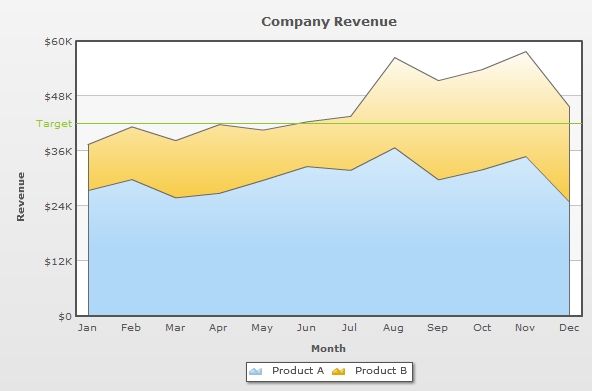 Company Revenue
$60K
$48K
Target
$36K
$24K
$12K
$0
Revenue
Jan Feb Mar Apr May Jun Jul Aug Sep Oct Nov Dec
Month
Product A Product B